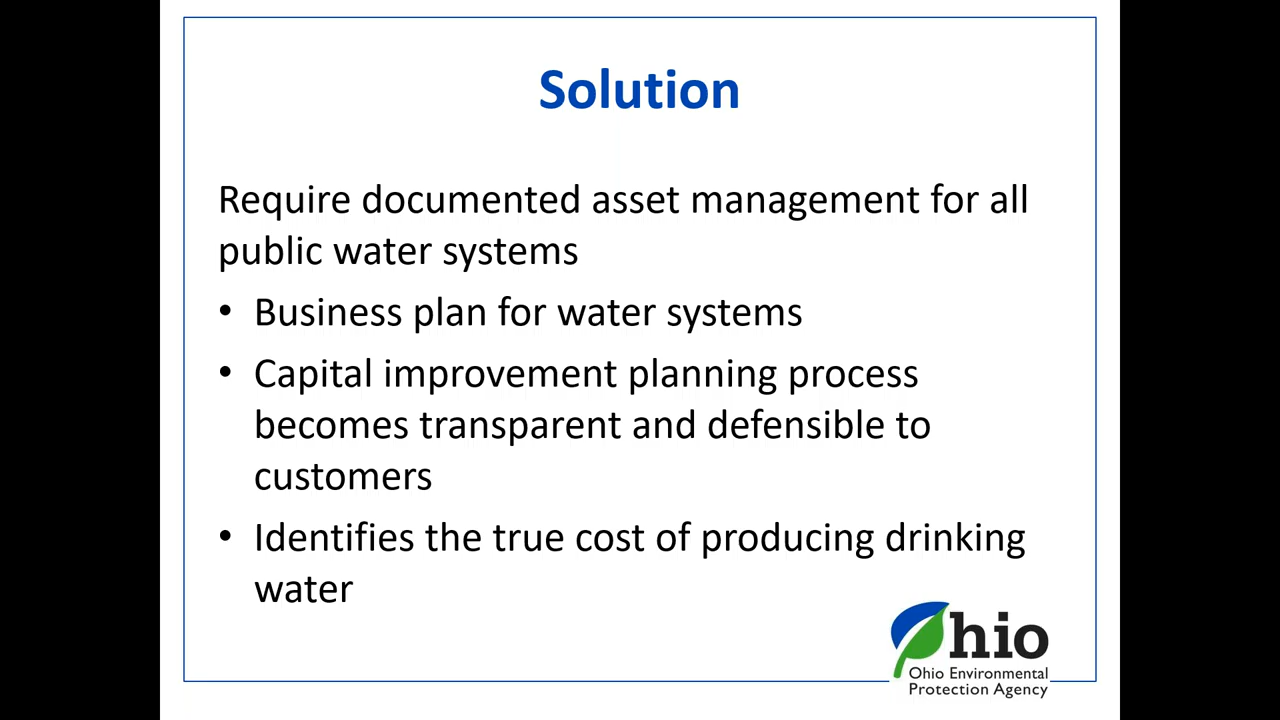 Solution
Require documented asset management for all
public water systems
• Business plan for water systems
• Capital improvement planning process
becomes transparent and defensible to
customers
• Identifies the true cost of producing drinking
water
Ohio
Ohio Environmental
Protection Agency